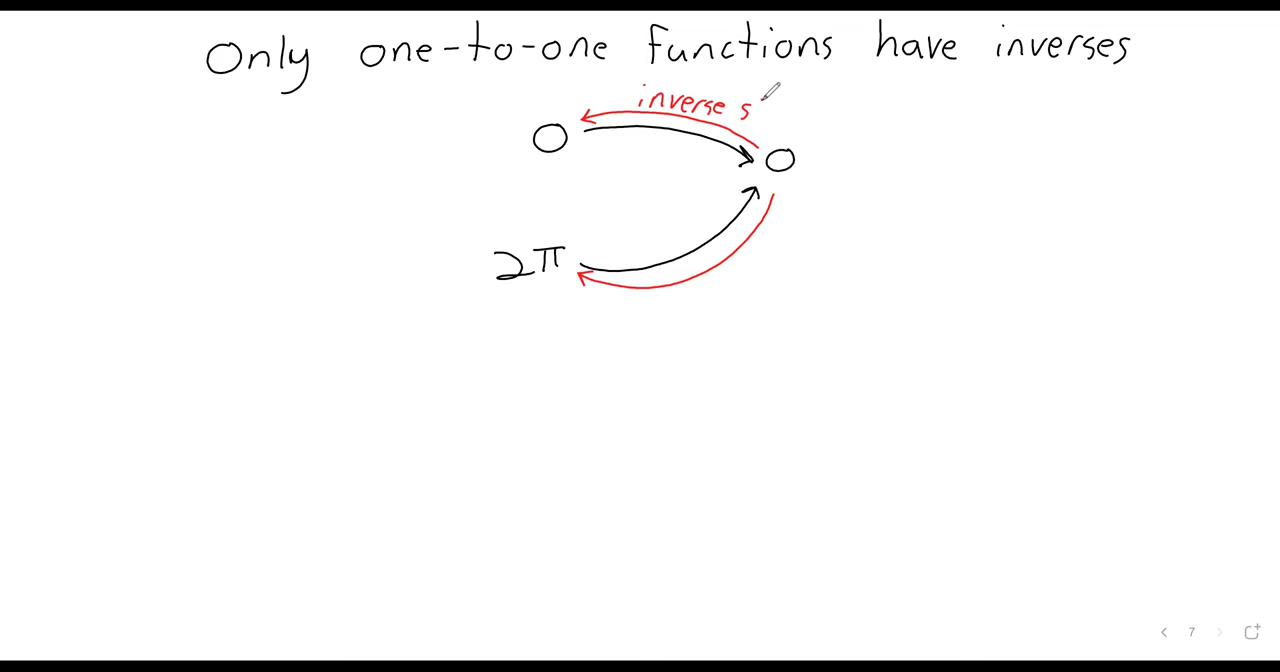 Only one-to-one functions have inverses
inverse s
0
0
2π
< 7 >